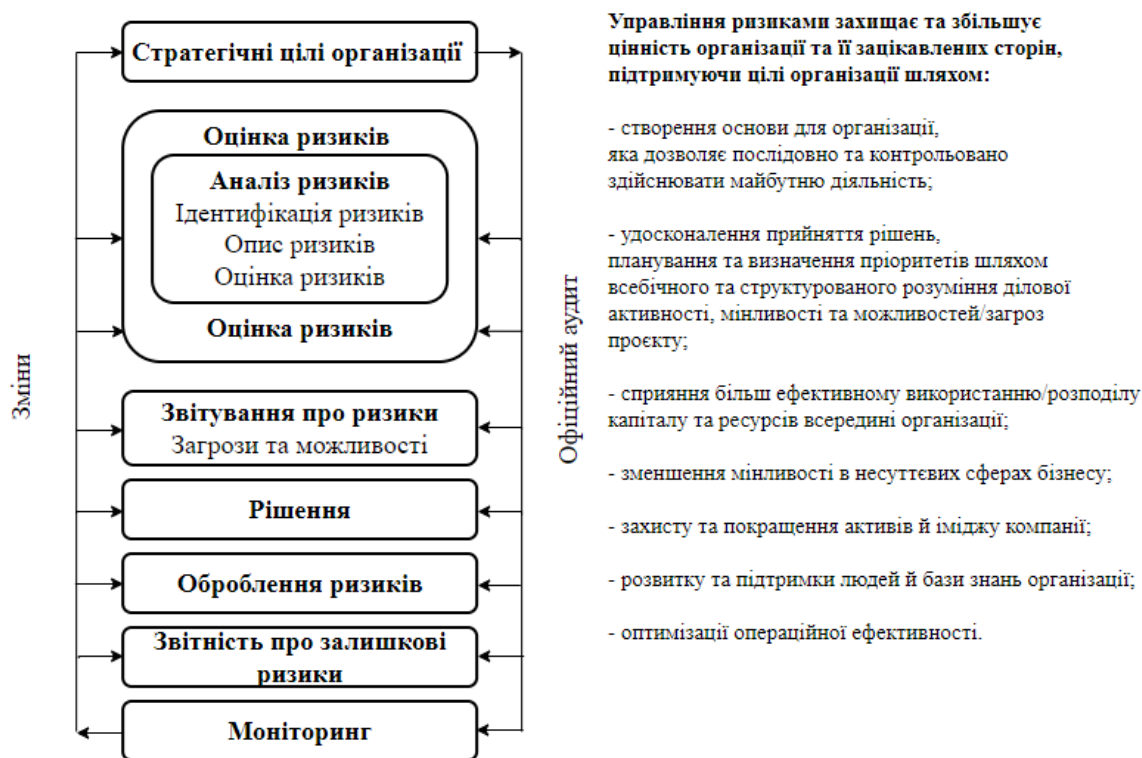 Стратегічні цілі організації
Оцінка ризиків
Аналіз ризиків
Ідентифікація ризиків
Опис ризиків
Оцінка ризиків
Оцінка ризиків
Звітування про ризики
Загрози та можливості
Рішення
Оброблення ризиків
Звітність про залишкові
ризики
Моніторинг
Зміни
Офіційний аудит
Управління ризиками захищає та збільшує
цінність організації та її зацікавлених сторін,
підтримуючи цілі організації шляхом:
- створення основи для організації,
яка дозволяє послідовно та контрольовано
здійснювати майбутню діяльність;
- удосконалення прийняття рішень,
планування та визначення пріоритетів шляхом
всебічного та структурованого розуміння ділової
активності, мінливості та можливостей/загроз
проєкту;
- сприяння більш ефективному використанню/розподілу
капіталу та ресурсів всередині організації;
- зменшення мінливості в несуттєвих сферах бізнесу;
- захисту та покращення активів й іміджу компанії;
- розвитку та підтримки людей й бази знань організації;
- оптимізації операційної ефективності.